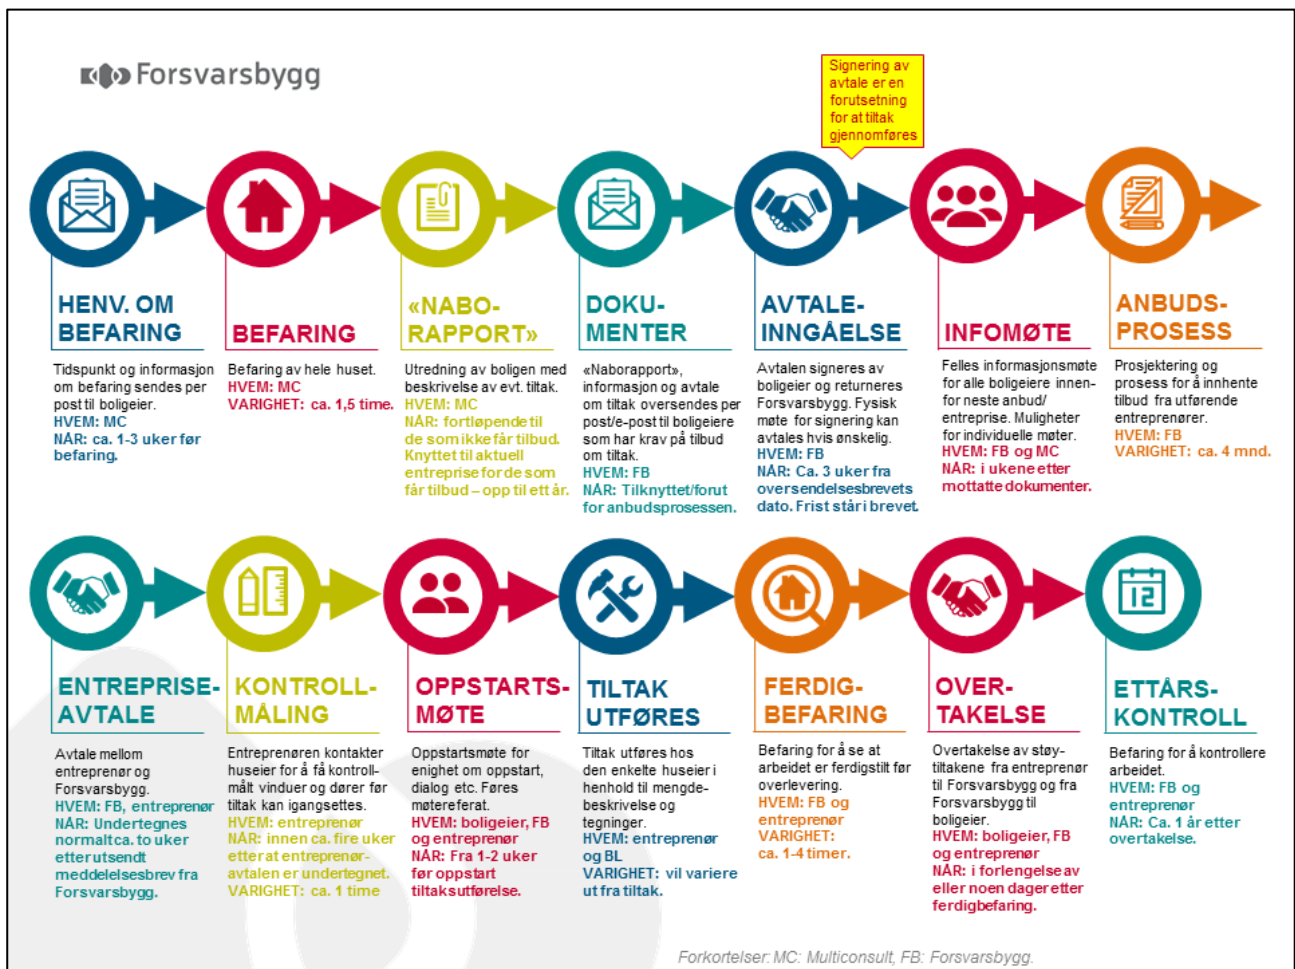 Forsvarsbygg
Signering av
avtale er en
forutsetning
for at tiltak
gjennomføres
HENV. OM
BEFARING
Tidspunkt og informasjon
om befaring sendes per
post til boligeier.
HVEM: MC
NÅR: ca. 1-3 uker før
befaring.
BEFARING
Befaring av hele huset.
HVEM: MC
VARIGHET: ca. 1,5 time.
«NABO-
RAPPORT»
Utredning av boligen med
beskrivelse av evt. tiltak.
HVEM: MC
NÅR: fortløpende til
de som ikke får tilbud.
Knyttet til aktuell
entreprise for de som
får tilbud – opp til ett år.
DOKU-
MENTER
«Naborapport»,
informasjon og avtale
om tiltak oversendes per
post/e-post til boligeiere
som har krav på tilbud
om tiltak.
HVEM: FB
NÅR: Tilknyttet/forut
for anbudsprosessen.
AVTALE-
INNGÅELSE
Avtalen signeres av
boligeier og returneres
Forsvarsbygg. Fysisk
møte for signering kan
avtales hvis ønskelig.
HVEM: FB
NÅR: Ca. 3 uker fra
oversendelsesbrevets
dato. Frist står i brevet.
INFOMØTE
Felles informasjonsmøte
for alle boligeiere innen-
for neste anbud/
entreprise. Muligheter
for individuelle møter.
HVEM: FB og MC
NÅR: i ukene etter
mottatte dokumenter.
ANBUDS-
PROSESS
Prosjektering og
prosess for å innhente
tilbud fra utførende
entreprenører.
HVEM: FB
VARIGHET: ca. 4 mnd.
ENTREPRISE-
AVTALE
Avtale mellom
entreprenør og
Forsvarsbygg.
HVEM: FB, entreprenør
NÅR: Undertegnes
normalt ca. to uker
etter utsendt
meddelelsesbrev fra
Forsvarsbygg.
KONTROLL-
MÅLING
Entreprenøren kontakter
huseier for å få kontroll-
målt vinduer og dører før
tiltak kan igangsettes.
HVEM: entreprenør
NÅR: innen ca. fire uker
etter at entreprenør-
avtalen er undertegnet.
VARIGHET: ca. 1 time
OPPSTARTS-
MØTE
Oppstartsmøte for
enighet om oppstart,
dialog etc. Føres
møtereferat.
HVEM: boligeier, FB
og entreprenør
NÅR: Fra 1-2 uker
før oppstart
tiltaksutførelse.
TILTAK
UTFØRES
Tiltak utføres hos
den enkelte huseier i
henhold til mengde-
beskrivelse og
tegninger.
HVEM: entreprenør
og BL
VARIGHET: vil variere
ut fra tiltak.
FERDIG-
BEFARING
Befaring for å se at
arbeidet er ferdigstilt før
overlevering.
HVEM: FB og
entreprenør
VARIGHET:
ca. 1-4 timer.
OVER-
TAKELSE
Overtakelse av støy-
tiltakene fra entreprenør
til Forsvarsbygg og fra
Forsvarsbygg til
boligeier.
HVEM: boligeier, FB
og entreprenør
NÅR: i forlengelse av
eller noen dager etter
ferdigbefaring.
12
ETTÅRS-
KONTROLL
Befaring for å kontrollere
arbeidet.
HVEM: FB og
entreprenør
NÅR: Ca. 1 år etter
overtakelse.
Forkortelser: MC: Multiconsult, FB: Forsvarsbygg.